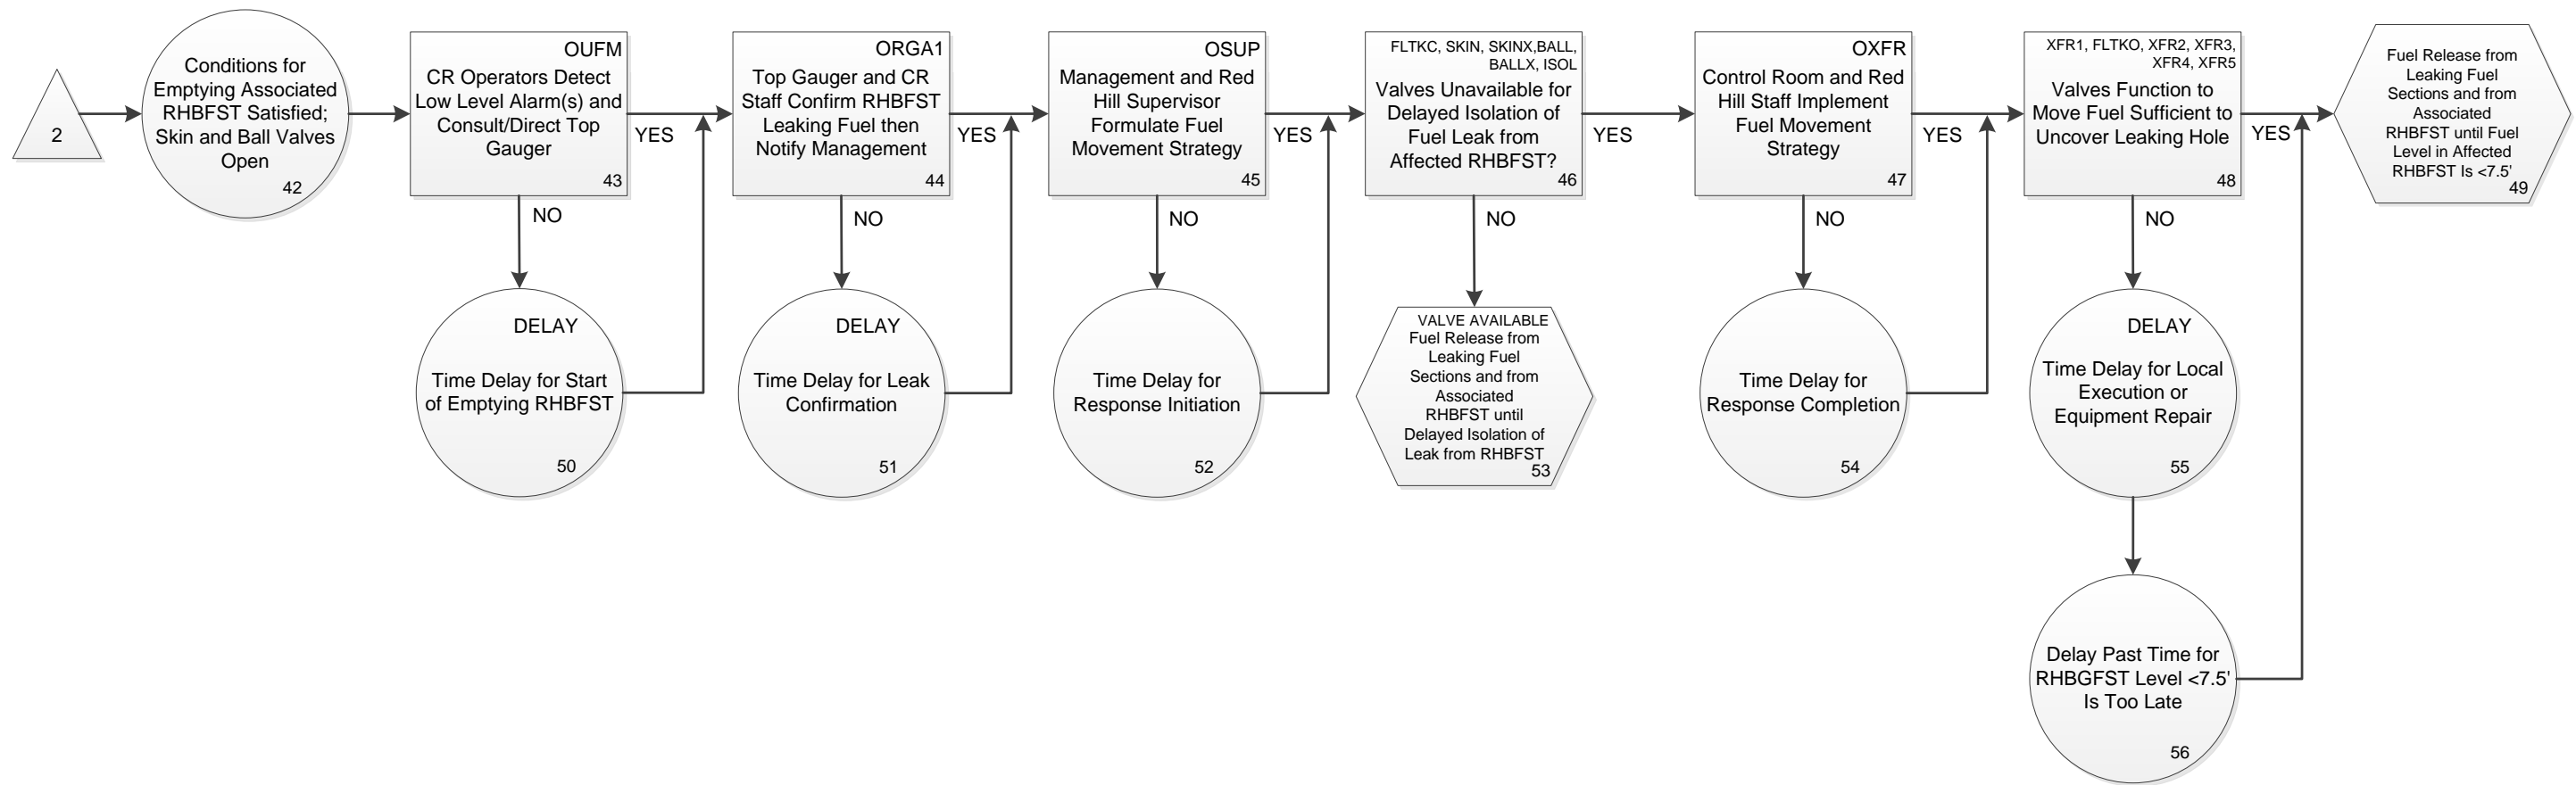 2
Conditions for
Emptying Associated
RHBFST Satisfied;
Skin and Ball Valves
Open
42
OUFM
CR Operators Detect
Low Level Alarm(s) and
Consult/Direct Top
Gauger
43
YES
NO
ORGA1
Top Gauger and CR
Staff Confirm RHBFST
Leaking Fuel then
Notify Management
44
YES
NO
OSUP
Management and Red
Hill Supervisor
Formulate Fuel
Movement Strategy
45
YES
NO
FLTKC, SKIN, SKINX,BALL,
BALLX, ISOL
Valves Unavailable for
Delayed Isolation of
Fuel Leak from
Affected RHBFST?
46
YES
NO
OXFR
Control Room and Red
Hill Staff Implement
Fuel Movement
Strategy
47
YES
NO
XFR1, FLTKO, XFR2, XFR3,
XFR4, XFR5
Valves Function to
Move Fuel Sufficient to
Uncover Leaking Hole
48
YES
NO
Fuel Release from
Leaking Fuel
Sections and from
Associated
RHBFST until Fuel
Level in Affected
RHBFST Is <7.5'
49
DELAY
Time Delay for Start
of Emptying RHBFST
50
DELAY
Time Delay for Leak
Confirmation
51
Time Delay for
Response Initiation
52
VALVE AVAILABLE
Fuel Release from
Leaking Fuel
Sections and from
Associated
RHBFST until
Delayed Isolation of
Leak from RHBFST
53
Time Delay for
Response Completion
54
DELAY
Time Delay for Local
Execution or
Equipment Repair
55
Delay Past Time for
RHBGFST Level <7.5'
Is Too Late
56